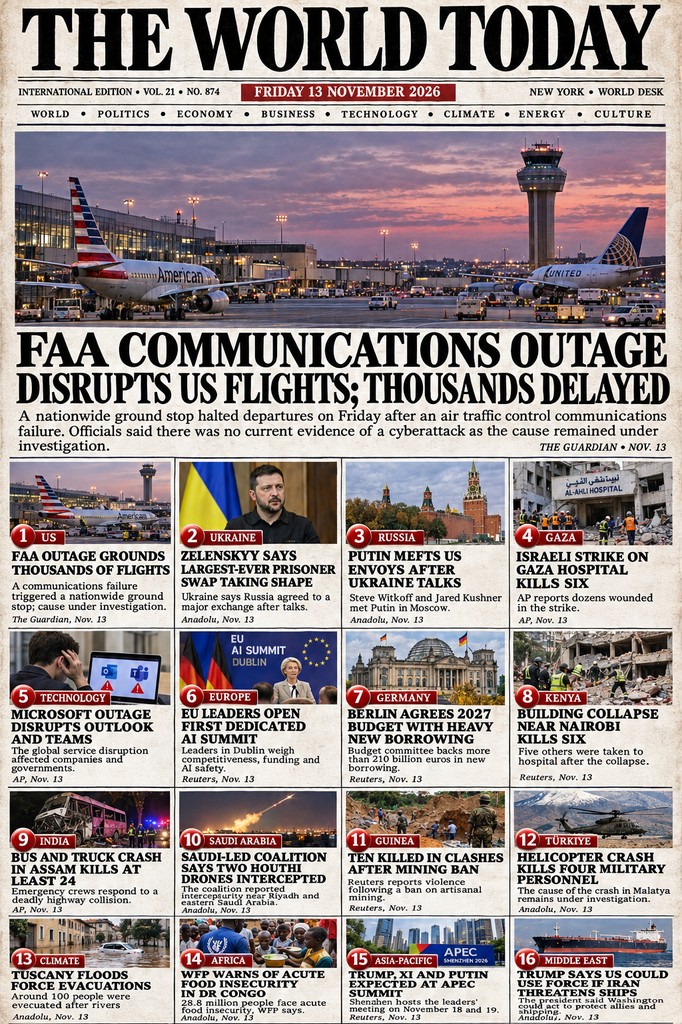 THE WORLD TODAY
INTERNATIONAL EDITION • VOL. 21 • NO. 874
FRIDAY 13 NOVEMBER 2026
NEW YORK • WORLD DESK
WORLD • POLITICS • ECONOMY • BUSINESS • TECHNOLOGY • CLIMATE • ENERGY • CULTURE
American
UNITED
FAA COMMUNICATIONS OUTAGE
DISRUPTS US FLIGHTS; THOUSANDS DELAYED
A nationwide ground stop halted departures on Friday after an air traffic control communications
failure. Officials said there was no current evidence of a cyberattack as the cause remained under
investigation.
THE GUARDIAN • NOV. 13
American
1 US
FAA OUTAGE GROUNDS
THOUSANDS OF FLIGHTS
A communications failure
triggered a nationwide ground
stop; cause under investigation.
The Guardian, Nov. 13
2 UKRAINE
ZELENSKYY SAYS
LARGEST-EVER PRISONER
SWAP TAKING SHAPE
Ukraine says Russia agreed to a
major exchange after talks.
Anadolu, Nov. 13
3 RUSSIA
PUTIN MEFTS US
ENVOYS AFTER
UKRAINE TALKS
Steve Witkoff and Jared Kushner
met Putin in Moscow.
Anadolu, Nov. 13
AL-AHLI HOSPITAL
4 GAZA
ISRAELI STRIKE ON
GAZA HOSPITAL
KILLS SIX
AP reports dozens wounded
in the strike.
AP, Nov. 13
5 TECHNOLOGY
MICROSOFT OUTAGE
DISRUPTS OUTLOOK
AND TEAMS
The global service disruption
affected companies and
governments.
AP, Nov. 13
EU
AI SUMMIT
DUBLIN
6 EUROPE
EU LEADERS OPEN
FIRST DEDICATED
AI SUMMIT
Leaders in Dublin weigh
competitiveness, funding and
AI safety.
Reuters, Nov. 13
7 GERMANY
BERLIN AGREES 2027
BUDGET WITH HEAVY
NEW BORROWING
Budget committee backs more
than 210 billion euros in new
borrowing.
Reuters, Nov. 13
8 KENYA
BUILDING COLLAPSE
NEAR NAIROBI
KILLS SIX
Five others were taken to
hospital after the collapse.
Reuters, Nov. 13
9 INDIA
BUS AND TRUCK CRASH
IN ASSAM KILLS AT
LEAST 24
Emergency crews respond to a
deadly highway collision.
AP, Nov. 13
10 SAUDI ARABIA
SAUDI-LED COALITION
SAYS TWO HOUTHI
DRONES INTERCEPTED
The coalition reported
interceptions near Riyadh and
eastern Saudi Arabia.
Anadolu, Nov. 13
11 GUINEA
TEN KILLED IN CLASHES
AFTER MINING BAN
Reuters reports violence
following a ban on artisanal
mining.
Reuters, Nov. 13
12 TÜRKIYE
HELICOPTER CRASH
KILLS FOUR MILITARY
PERSONNEL
The cause of the crash in Malatya
remains under investigation.
Anadolu, Nov. 13
13 CLIMATE
TUSCANY FLOODS
FORCE EVACUATIONS
Around 100 people were
evacuated after rivers
Anadolu, Nov. 13
14 AFRICA
WFP WARNS OF ACUTE
FOOD INSECURITY
IN DR CONGO
28.8 million people face acute
food insecurity, WFP says.
Anadolu, Nov. 13
APEC
SHENZHEN 2026
15 ASIA-PACIFIC
TRUMP, XI AND PUTIN
EXPECTED AT APEC
SUMMIT
Shenzhen hosts the leaders'
meeting on November 18 and 19.
Reuters, Nov. 13
16 MIDDLE EAST
TRUMP SAYS US COULD
USE FORCE IF IRAN
THREATENS SHIPS
The president said Washington
could act to protect allies and
shipping.
Anadolu, Nov. 13